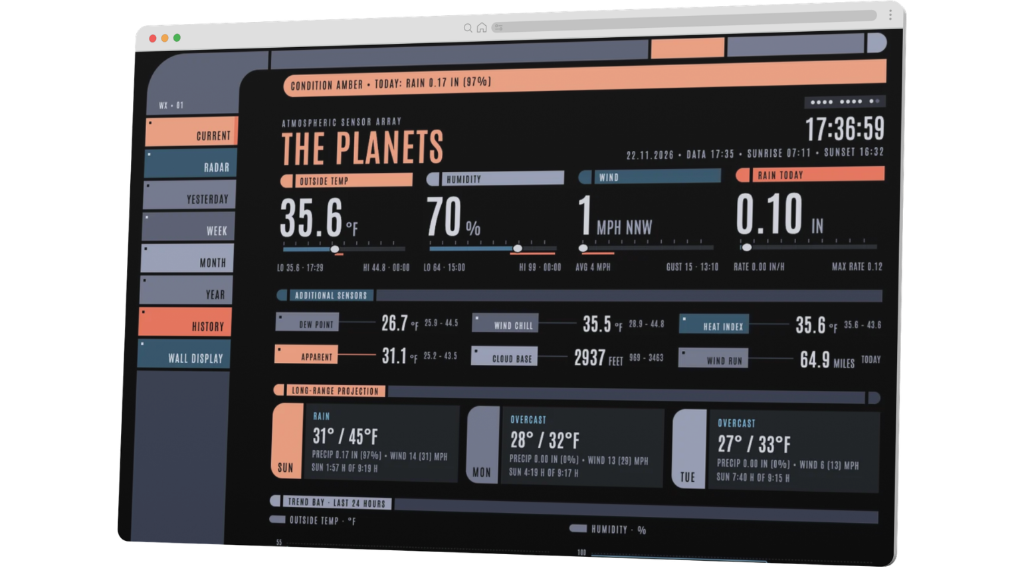 WX • 01
CURRENT
RADAR
YESTERDAY
WEEK
MONTH
YEAR
HISTORY
WALL DISPLAY
CONDITION AMBER • TODAY: RAIN 0.17 IN (97%)
ATMOSPHERIC SENSOR ARRAY
THE PLANETS
17:36:59
22.11.2026 • DATA 17:35 • SUNRISE 07:11 • SUNSET 16:32
OUTSIDE TEMP
35.6 °F
LO 35.6 · 17:29 HI 44.8 · 00:00
HUMIDITY
70 %
LO 64 · 15:00 HI 99 · 00:00
WIND
1 MPH NNW
AVG 4 MPH GUST 15 · 13:10
RAIN TODAY
0.10 IN
RATE 0.00 IN/H MAX RATE 0.12
ADDITIONAL SENSORS
DEW POINT 26.7 °F 25.9 - 44.5
WIND CHILL 35.5 °F 28.9 - 44.8
HEAT INDEX 35.6 °F 35.6 - 43.6
APPARENT 31.1 °F 25.2 - 43.5
CLOUD BASE 2937 FEET 969 - 3463
WIND RUN 64.9 MILES TODAY
LONG-RANGE PROJECTION
SUN
RAIN
31° / 45°F
PRECIP 0.17 IN (97%) • WIND 14 (31) MPH
SUN 1:57 H OF 9:19 H
MON
OVERCAST
28° / 32°F
PRECIP 0.00 IN (0%) • WIND 13 (29) MPH
SUN 4:19 H OF 9:17 H
TUE
OVERCAST
27° / 33°F
PRECIP 0.00 IN (0%) • WIND 6 (13) MPH
SUN 7:40 H OF 9:15 H
TREND BAY · LAST 24 HOURS
OUTSIDE TEMP · °F
55
HUMIDITY · %
100